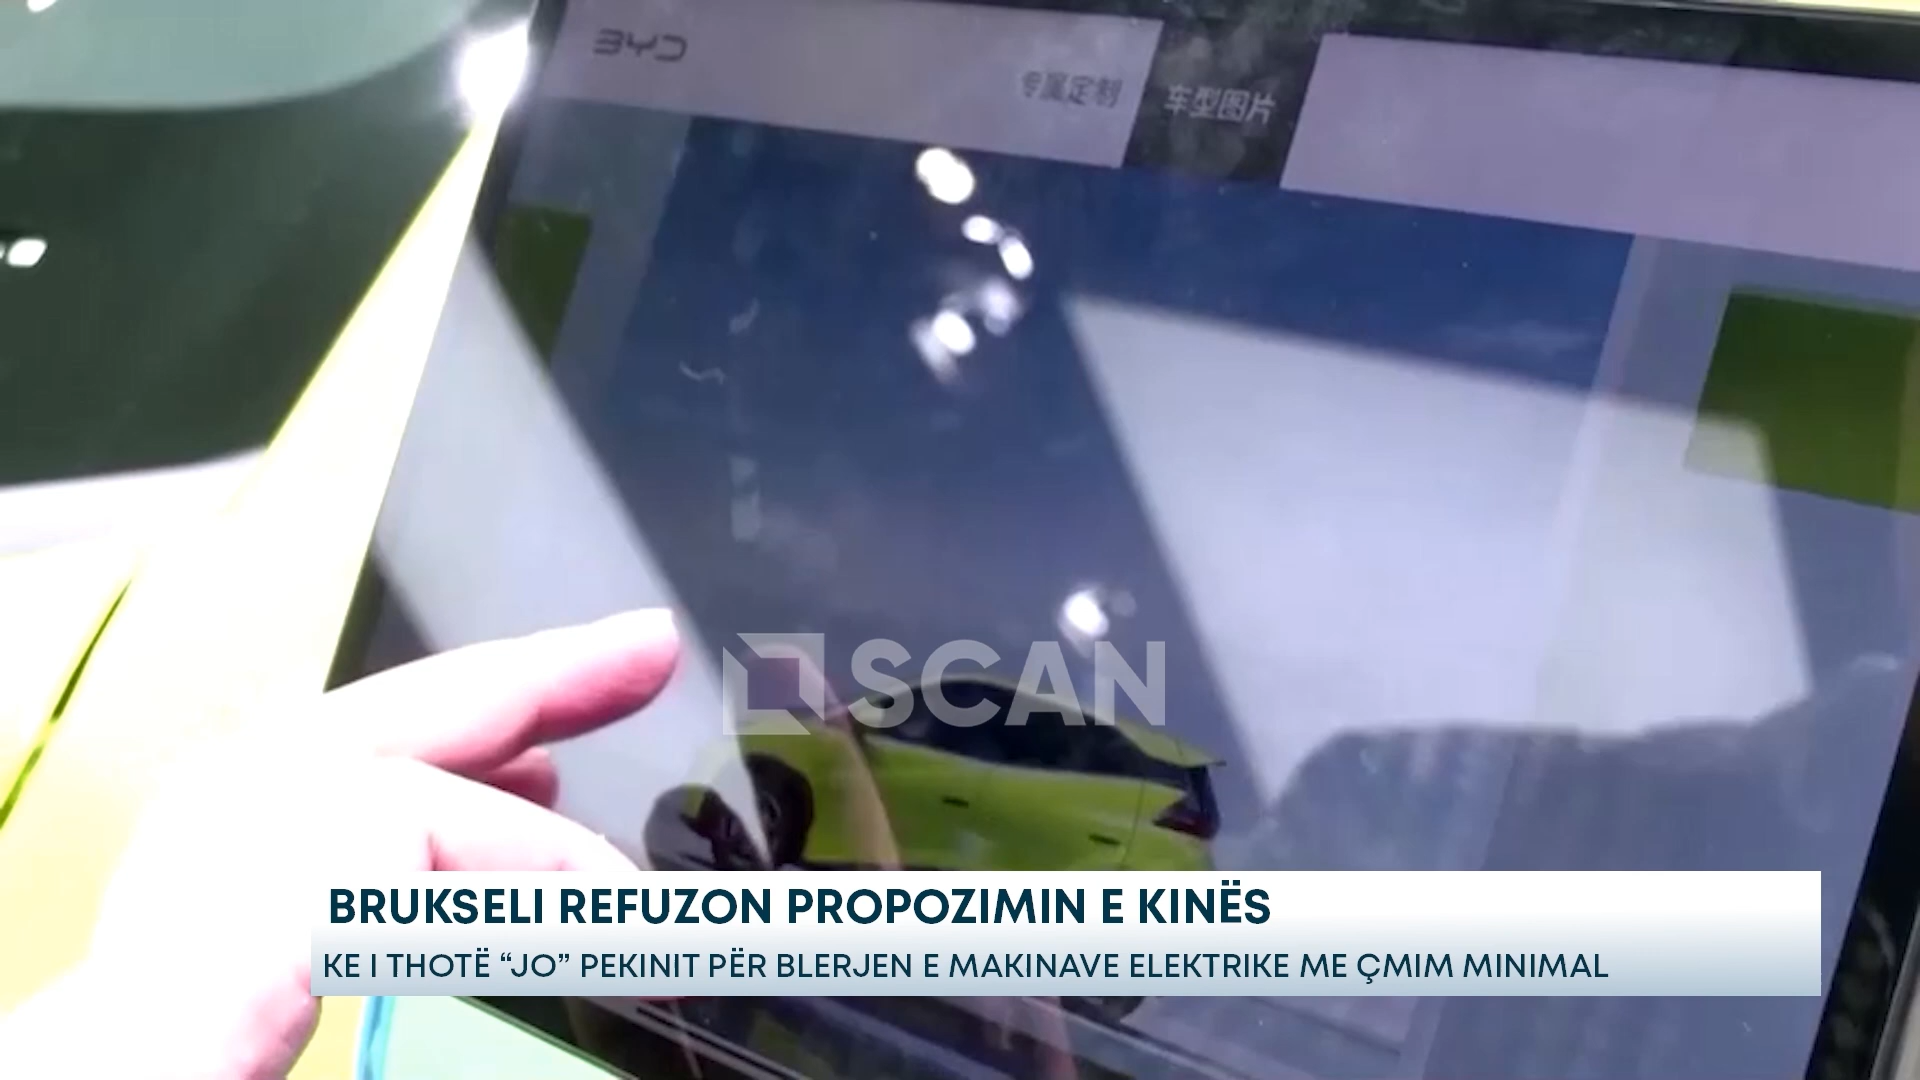 BYD
专属定制
车型图片
SCAN
BRUKSELI REFUZON PROPOZIMIN E KINËS
KE I THOTË “JO” PEKINIT PËR BLERJEN E MAKINAVE ELEKTRIKE ME ÇMIM MINIMAL